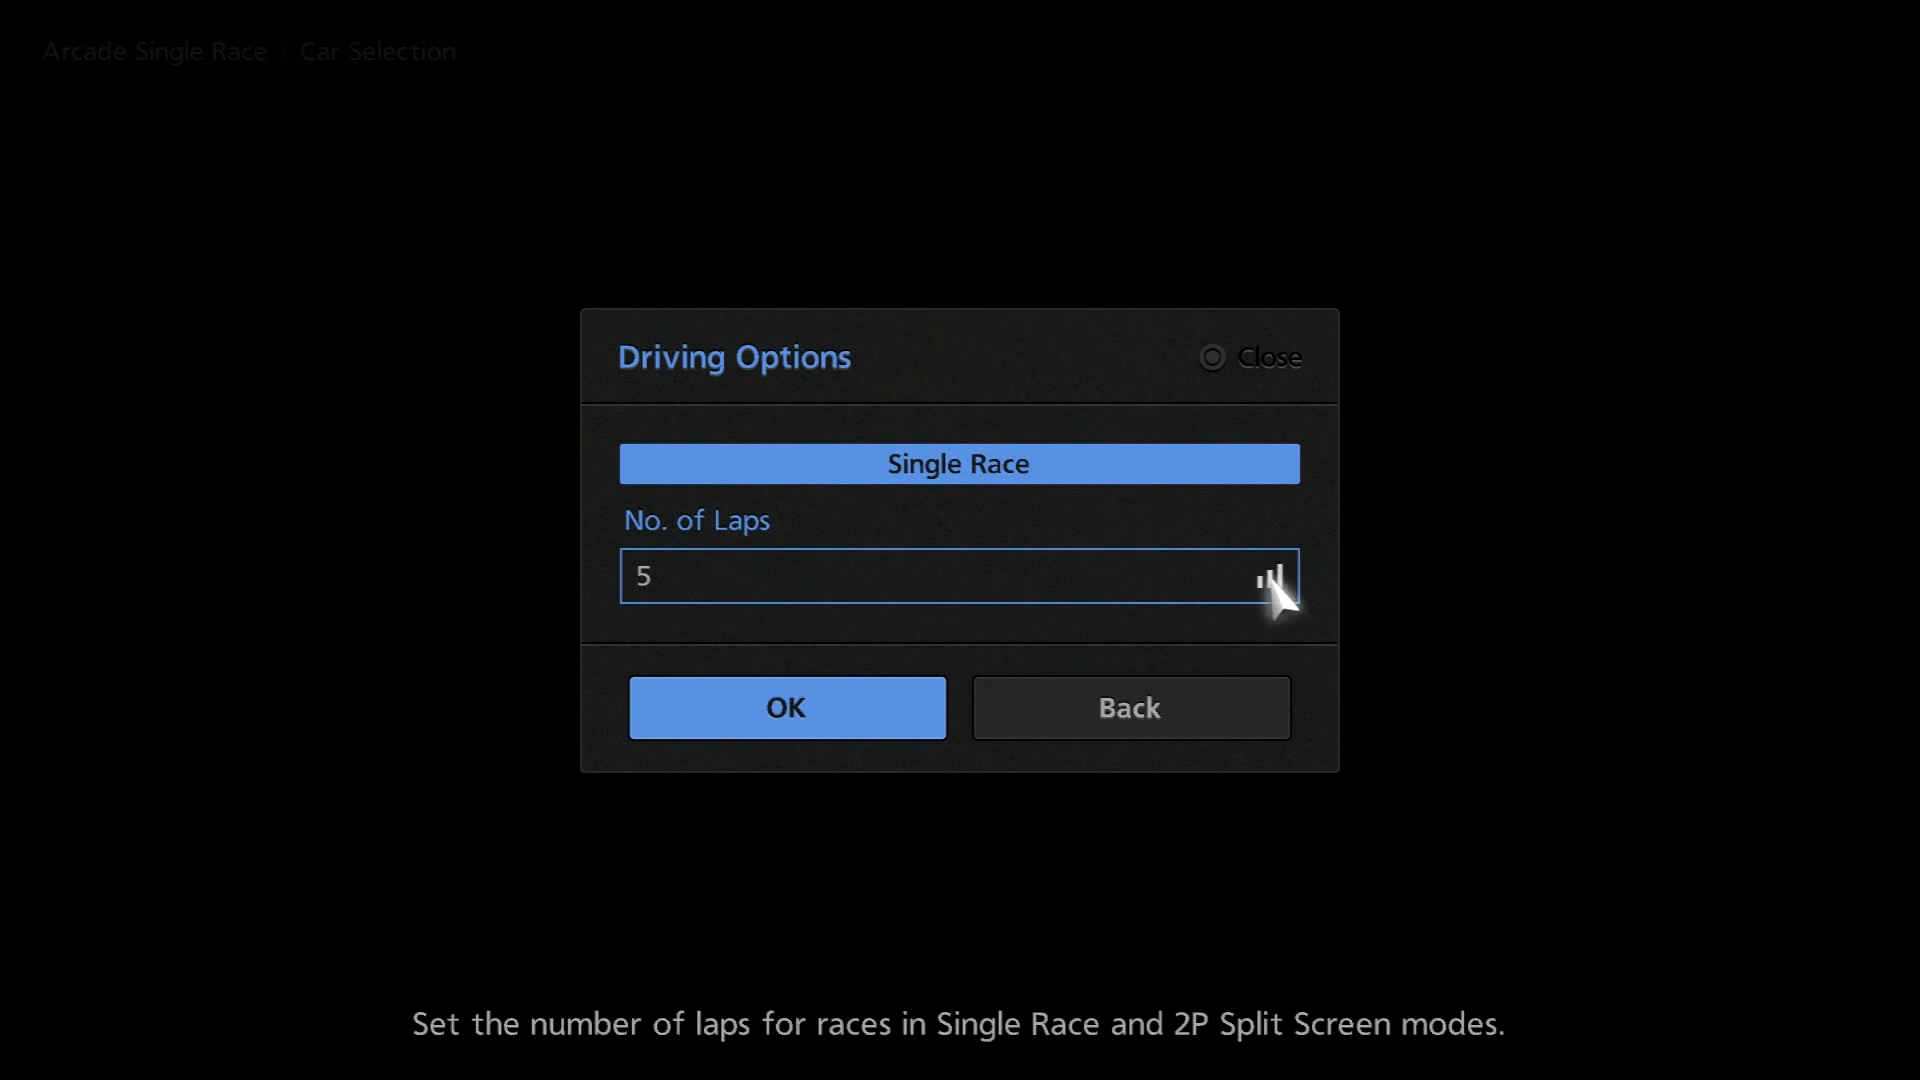 Arcade Single Race | Car Selection
Driving Options
Close
Single Race
No. of Laps
5
OK
Back
Set the number of laps for races in Single Race and 2P Split Screen modes.